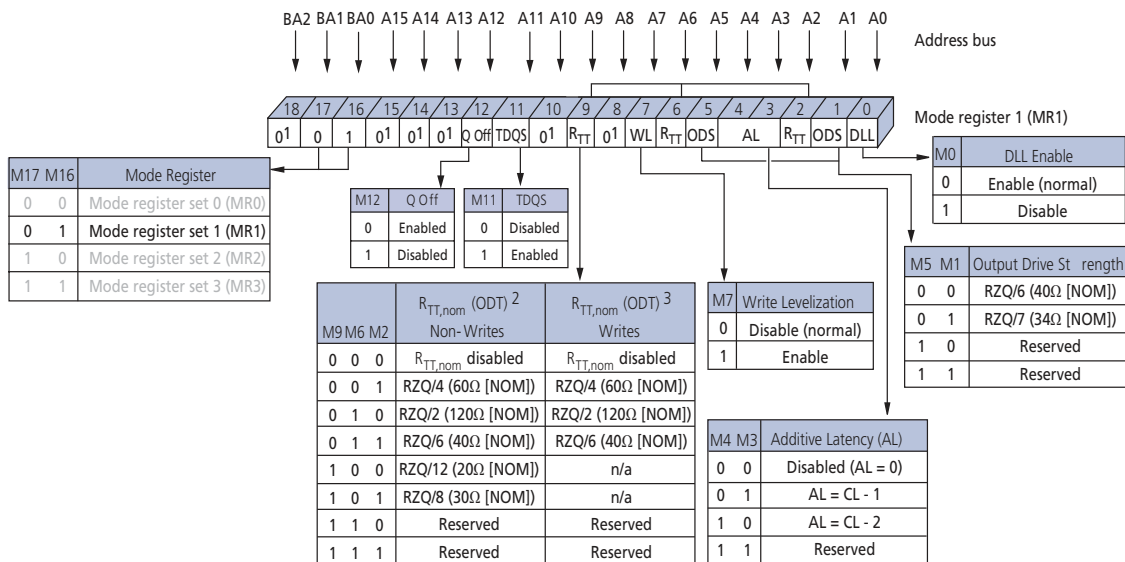 BA2 BA1 BA0 A15 A14 A13 A12 A11 A10 A9 A8 A7 A6 A5 A4 A3 A2 A1 A0
Address bus
18 17 16 15 14 13 12 11 10 9 8 7 6 5 4 3 2 1 0
0¹ 0 1 0¹ 0¹ 0¹ Q Off TDQS 0¹ RTT 0¹ WL RTT ODS AL RTT ODS DLL
Mode register 1 (MR1)
M17 M16 Mode Register
0 0 Mode register set 0 (MR0)
0 1 Mode register set 1 (MR1)
1 0 Mode register set 2 (MR2)
1 1 Mode register set 3 (MR3)
M12 Q Off
0 Enabled
1 Disabled
M11 TDQS
0 Disabled
1 Enabled
M0 DLL Enable
0 Enable (normal)
1 Disable
M5 M1 Output Drive St rength
0 0 RZQ/6 (40Ω [NOM])
0 1 RZQ/7 (34Ω [NOM])
1 0 Reserved
1 1 Reserved
M9 M6 M2 RTT,nom (ODT) 2 Non-Writes RTT,nom (ODT) 3 Writes
0 0 0 RTT,nom disabled RTT,nom disabled
0 0 1 RZQ/4 (60Ω [NOM]) RZQ/4 (60Ω [NOM])
0 1 0 RZQ/2 (120Ω [NOM]) RZQ/2 (120Ω [NOM])
0 1 1 RZQ/6 (40Ω [NOM]) RZQ/6 (40Ω [NOM])
1 0 0 RZQ/12 (20Ω [NOM]) n/a
1 0 1 RZQ/8 (30Ω [NOM]) n/a
1 1 0 Reserved Reserved
1 1 1 Reserved Reserved
M7 Write Levelization
0 Disable (normal)
1 Enable
M4 M3 Additive Latency (AL)
0 0 Disabled (AL = 0)
0 1 AL = CL - 1
1 0 AL = CL - 2
1 1 Reserved